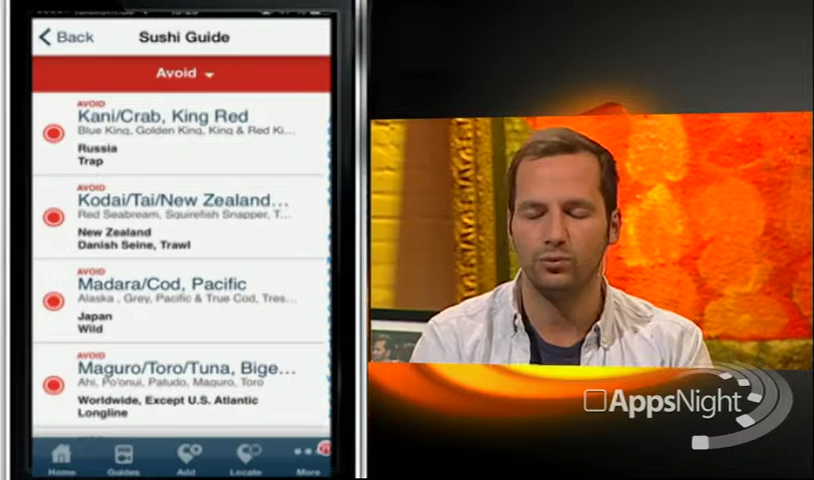 Back
Sushi Guide
Avoid
AVOID
Kani/Crab, King Red
Blue King, Golden King, King & Red Ki...
Russia
Trap
AVOID
Kodai/Tai/New Zealand...
Red Seabream, Squirefish Snapper, T...
New Zealand
Danish Seine, Trawl
AVOID
Madara/Cod, Pacific
Alaska , Grey, Pacific & True Cod, Tres...
Japan
Wild
AVOID
Maguro/Toro/Tuna, Bige...
Ahi, Po'onui, Patudo, Maguro, Toro
Worldwide, Except U.S. Atlantic
Longline
Home
Guides
Add
Locate
More
AppsNight